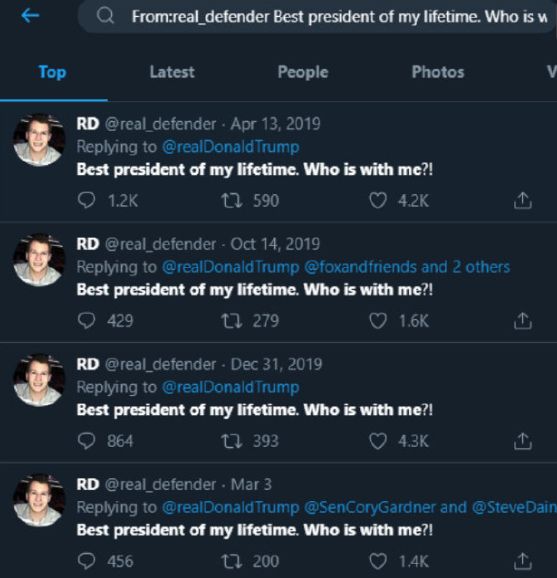 From:real_defender Best president of my lifetime. Who is w
Top Latest People Photos V
RD @real_defender · Apr 13, 2019
Replying to @realDonaldTrump
Best president of my lifetime. Who is with me?!
1.2K 590 4.2K
RD @real_defender · Oct 14, 2019
Replying to @realDonaldTrump @foxandfriends and 2 others
Best president of my lifetime. Who is with me?!
429 279 1.6K
RD @real_defender · Dec 31, 2019
Replying to @realDonaldTrump
Best president of my lifetime. Who is with me?!
864 393 4.3K
RD @real_defender · Mar 3
Replying to @realDonaldTrump @SenCoryGardner and @SteveDain
Best president of my lifetime. Who is with me?!
456 200 1.4K